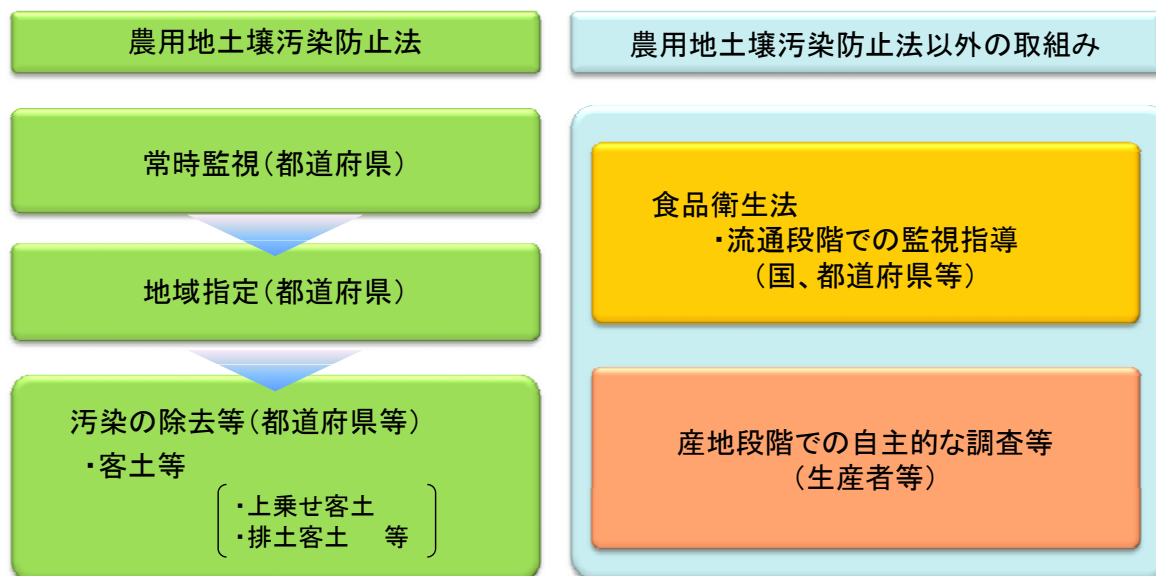 農用地土壌汚染防止法
常時監視(都道府県)
地域指定(都道府県)
汚染の除去等(都道府県等)
・客土等
・上乗せ客土
・排土客土 等
農用地土壌汚染防止法以外の取組み
食品衛生法
・流通段階での監視指導
(国、都道府県等)
産地段階での自主的な調査等
(生産者等)